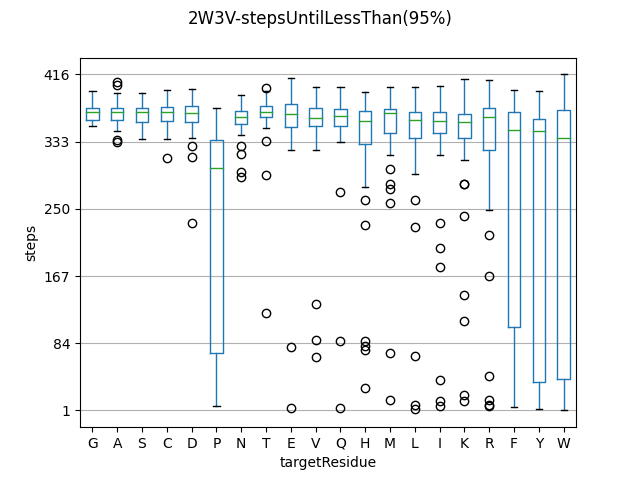 2W3V-stepsUntilLessThan(95%)
416
333
250
167
84
1
steps
G A S C D P N T E V Q H M L I K R F Y W
targetResidue